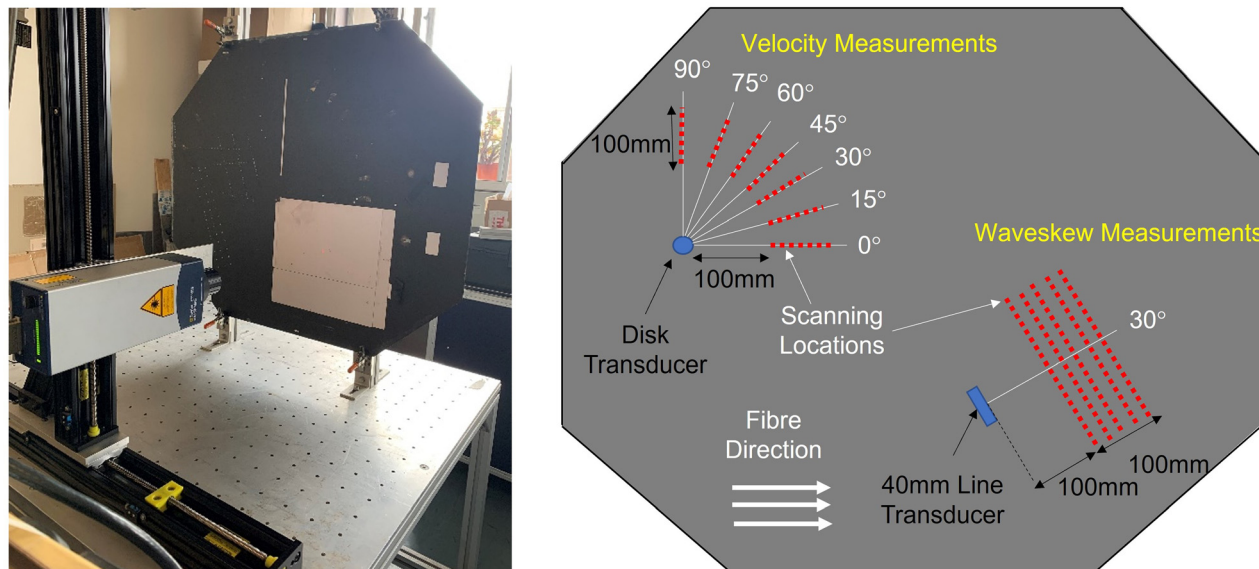 Velocity Measurements
90°
75°
60°
45°
30°
15°
0°
100mm
100mm
Disk
Transducer
Scanning
Locations
Waveskew Measurements
30°
Fibre
Direction
40mm Line
Transducer
100mm
100mm